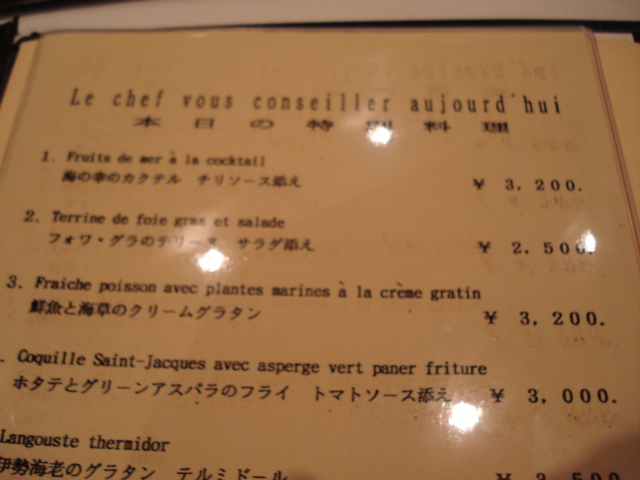 Le chef vous conseiller aujourd'hui
本日の特別料理
1. Fruits de mer à la cocktail
海の幸のカクテル チリソース添え ¥ 3,200.
2. Terrine de foie gras et salade
フォワ・グラのテリーヌ サラダ添え ¥ 2,500.
3. Fraiche poisson avec plantes marines à la crème gratin
鮮魚と海草のクリームグラタン ¥ 3,200.
. Coquille Saint-Jacques avec asperge vert paner friture
ホタテとグリーンアスパラのフライ トマトソース添え ¥ 3,000.
Langouste thermidor
伊勢海老のグラタン テルミドール ¥ 3,500